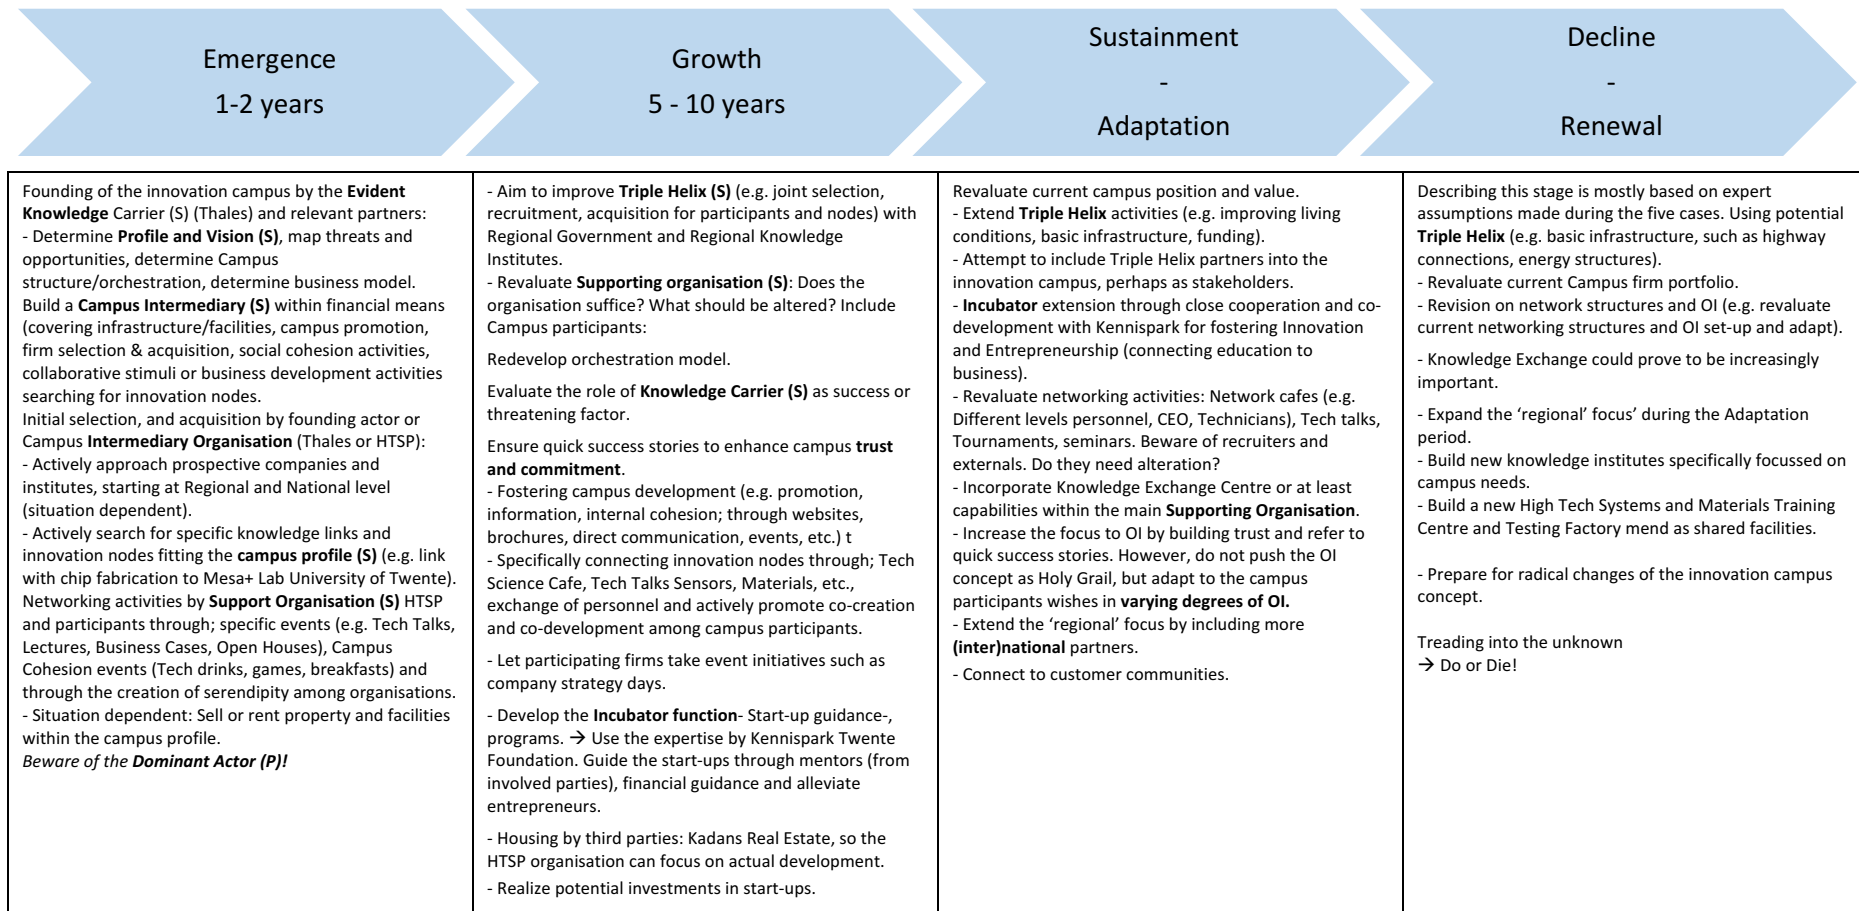 Emergence
1-2 years
Growth
5 - 10 years
Sustainment
-
Adaptation
Decline
-
Renewal
Founding of the innovation campus by the Evident
Knowledge Carrier (S) (Thales) and relevant partners:
- Determine Profile and Vision (S), map threats and
opportunities, determine Campus
structure/orchestration, determine business model.
Build a Campus Intermediary (S) within financial means
(covering infrastructure/facilities, campus promotion,
firm selection & acquisition, social cohesion activities,
collaborative stimuli or business development activities
searching for innovation nodes.
Initial selection, and acquisition by founding actor or
Campus Intermediary Organisation (Thales or HTSP):
- Actively approach prospective companies and
institutes, starting at Regional and National level
(situation dependent).
- Actively search for specific knowledge links and
innovation nodes fitting the campus profile (S) (e.g. link
with chip fabrication to Mesa+ Lab University of Twente).
Networking activities by Support Organisation (S) HTSP
and participants through; specific events (e.g. Tech Talks,
Lectures, Business Cases, Open Houses), Campus
Cohesion events (Tech drinks, games, breakfasts) and
through the creation of serendipity among organisations.
- Situation dependent: Sell or rent property and facilities
within the campus profile.
Beware of the Dominant Actor (P)!
- Aim to improve Triple Helix (S) (e.g. joint selection,
recruitment, acquisition for participants and nodes) with
Regional Government and Regional Knowledge
Institutes.
- Revaluate Supporting organisation (S): Does the
organisation suffice? What should be altered? Include
Campus participants:
Redevelop orchestration model.
Evaluate the role of Knowledge Carrier (S) as success or
threatening factor.
Ensure quick success stories to enhance campus trust
and commitment.
- Fostering campus development (e.g. promotion,
information, internal cohesion; through websites,
brochures, direct communication, events, etc.) t
- Specifically connecting innovation nodes through; Tech
Science Cafe, Tech Talks Sensors, Materials, etc.,
exchange of personnel and actively promote co-creation
and co-development among campus participants.
- Let participating firms take event initiatives such as
company strategy days.
- Develop the Incubator function- Start-up guidance-,
programs. → Use the expertise by Kennispark Twente
Foundation. Guide the start-ups through mentors (from
involved parties), financial guidance and alleviate
entrepreneurs.
- Housing by third parties: Kadans Real Estate, so the
HTSP organisation can focus on actual development.
- Realize potential investments in start-ups.
Revaluate current campus position and value.
- Extend Triple Helix activities (e.g. improving living
conditions, basic infrastructure, funding).
- Attempt to include Triple Helix partners into the
innovation campus, perhaps as stakeholders.
- Incubator extension through close cooperation and co-
development with Kennispark for fostering Innovation
and Entrepreneurship (connecting education to
business).
- Revaluate networking activities: Network cafes (e.g.
Different levels personnel, CEO, Technicians), Tech talks,
Tournaments, seminars. Beware of recruiters and
externals. Do they need alteration?
- Incorporate Knowledge Exchange Centre or at least
capabilities within the main Supporting Organisation.
- Increase the focus to OI by building trust and refer to
quick success stories. However, do not push the OI
concept as Holy Grail, but adapt to the campus
participants wishes in varying degrees of OI.
- Extend the ‘regional’ focus by including more
(inter)national partners.
- Connect to customer communities.
Describing this stage is mostly based on expert
assumptions made during the five cases. Using potential
Triple Helix (e.g. basic infrastructure, such as highway
connections, energy structures).
- Revaluate current Campus firm portfolio.
- Revision on network structures and OI (e.g. revaluate
current networking structures and OI set-up and adapt).
- Knowledge Exchange could prove to be increasingly
important.
- Expand the ‘regional’ focus’ during the Adaptation
period.
- Build new knowledge institutes specifically focussed on
campus needs.
- Build a new High Tech Systems and Materials Training
Centre and Testing Factory mend as shared facilities.
- Prepare for radical changes of the innovation campus
concept.
Treading into the unknown
→ Do or Die!